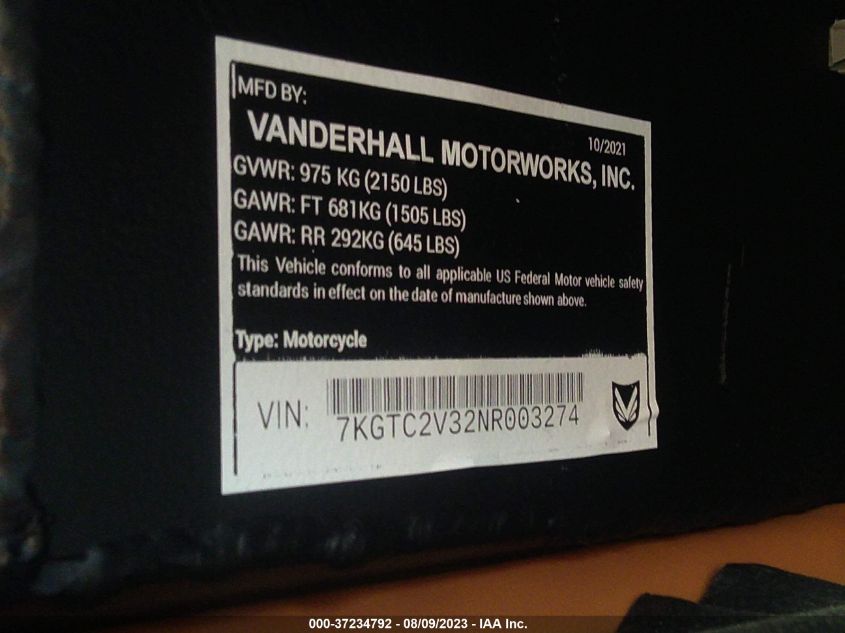 MFD BY:
10/2021
VANDERHALL MOTORWORKS, INC.
GVWR: 975 KG (2150 LBS)
GAWR: FT 681KG (1505 LBS)
GAWR: RR 292KG (645 LBS)
This Vehicle conforms to all applicable US Federal Motor vehicle safety
standards in effect on the date of manufacture shown above.
Type: Motorcycle
VIN: 7KGTC2V32NR003274
000-37234792 - 08/09/2023 - IAA Inc.